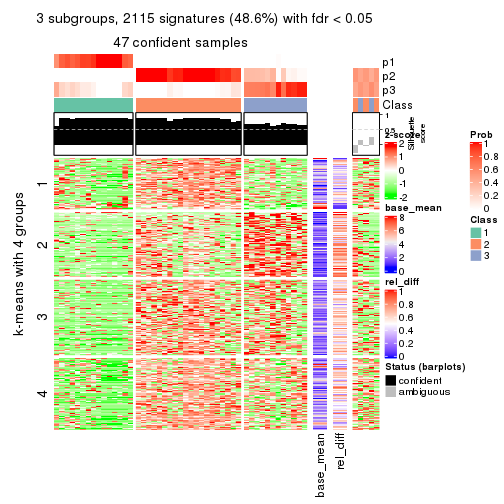 3 subgroups, 2115 signatures (48.6%) with fdr < 0.05
47 confident samples
p1
p2
p3
Class
1
0.5
0
Silhouette
score
k-means with 4 groups
1
2
3
4
base_mean
rel_diff
z-score
2
1
0
-1
-2
base_mean
8
6
4
2
0
rel_diff
1
0.8
0.6
0.4
0.2
0
Status (barplots)
confident
ambiguous
Prob
1
0.8
0.6
0.4
0.2
0
Class
1
2
3